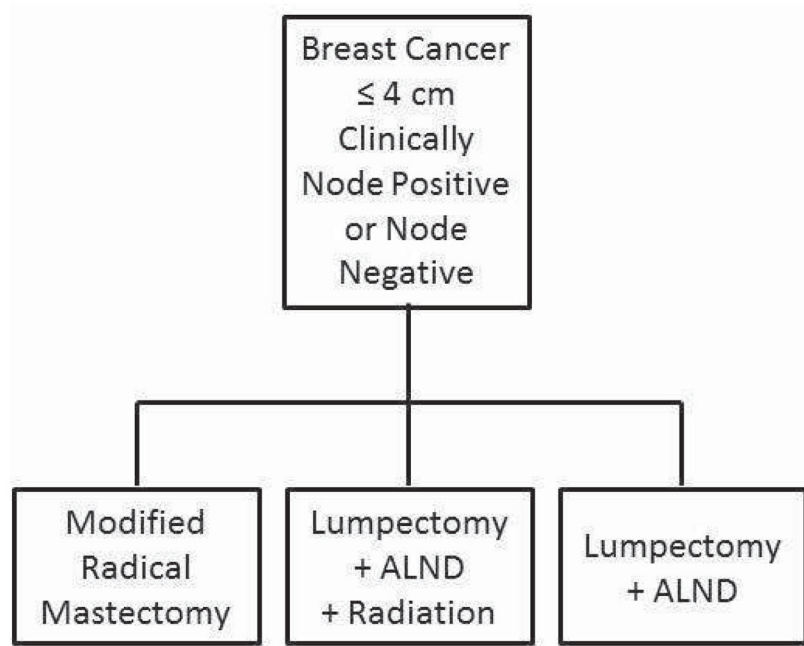 Breast Cancer
≤ 4 cm
Clinically
Node Positive
or Node
Negative
Modified
Radical
Mastectomy
Lumpectomy
+ ALND
+ Radiation
Lumpectomy
+ ALND